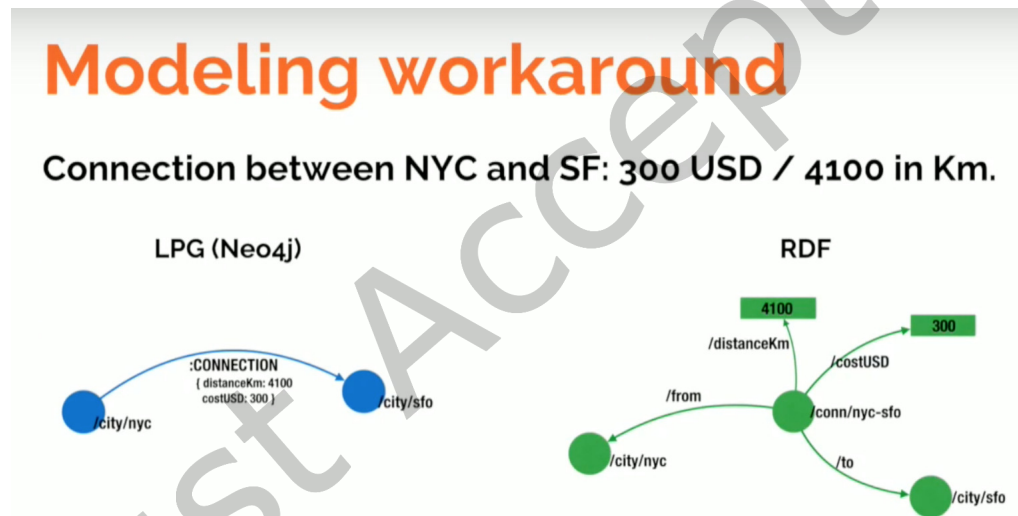 Modeling workaround
Connection between NYC and SF: 300 USD / 4100 in Km.
LPG (Neo4j)
:CONNECTION
{ distanceKm: 4100
costUSD: 300 }
/city/nyc
/city/sfo
RDF
4100
300
/distanceKm
/costUSD
/from
/conn/nyc-sfo
/city/nyc
/to
/city/sfo
st Accept